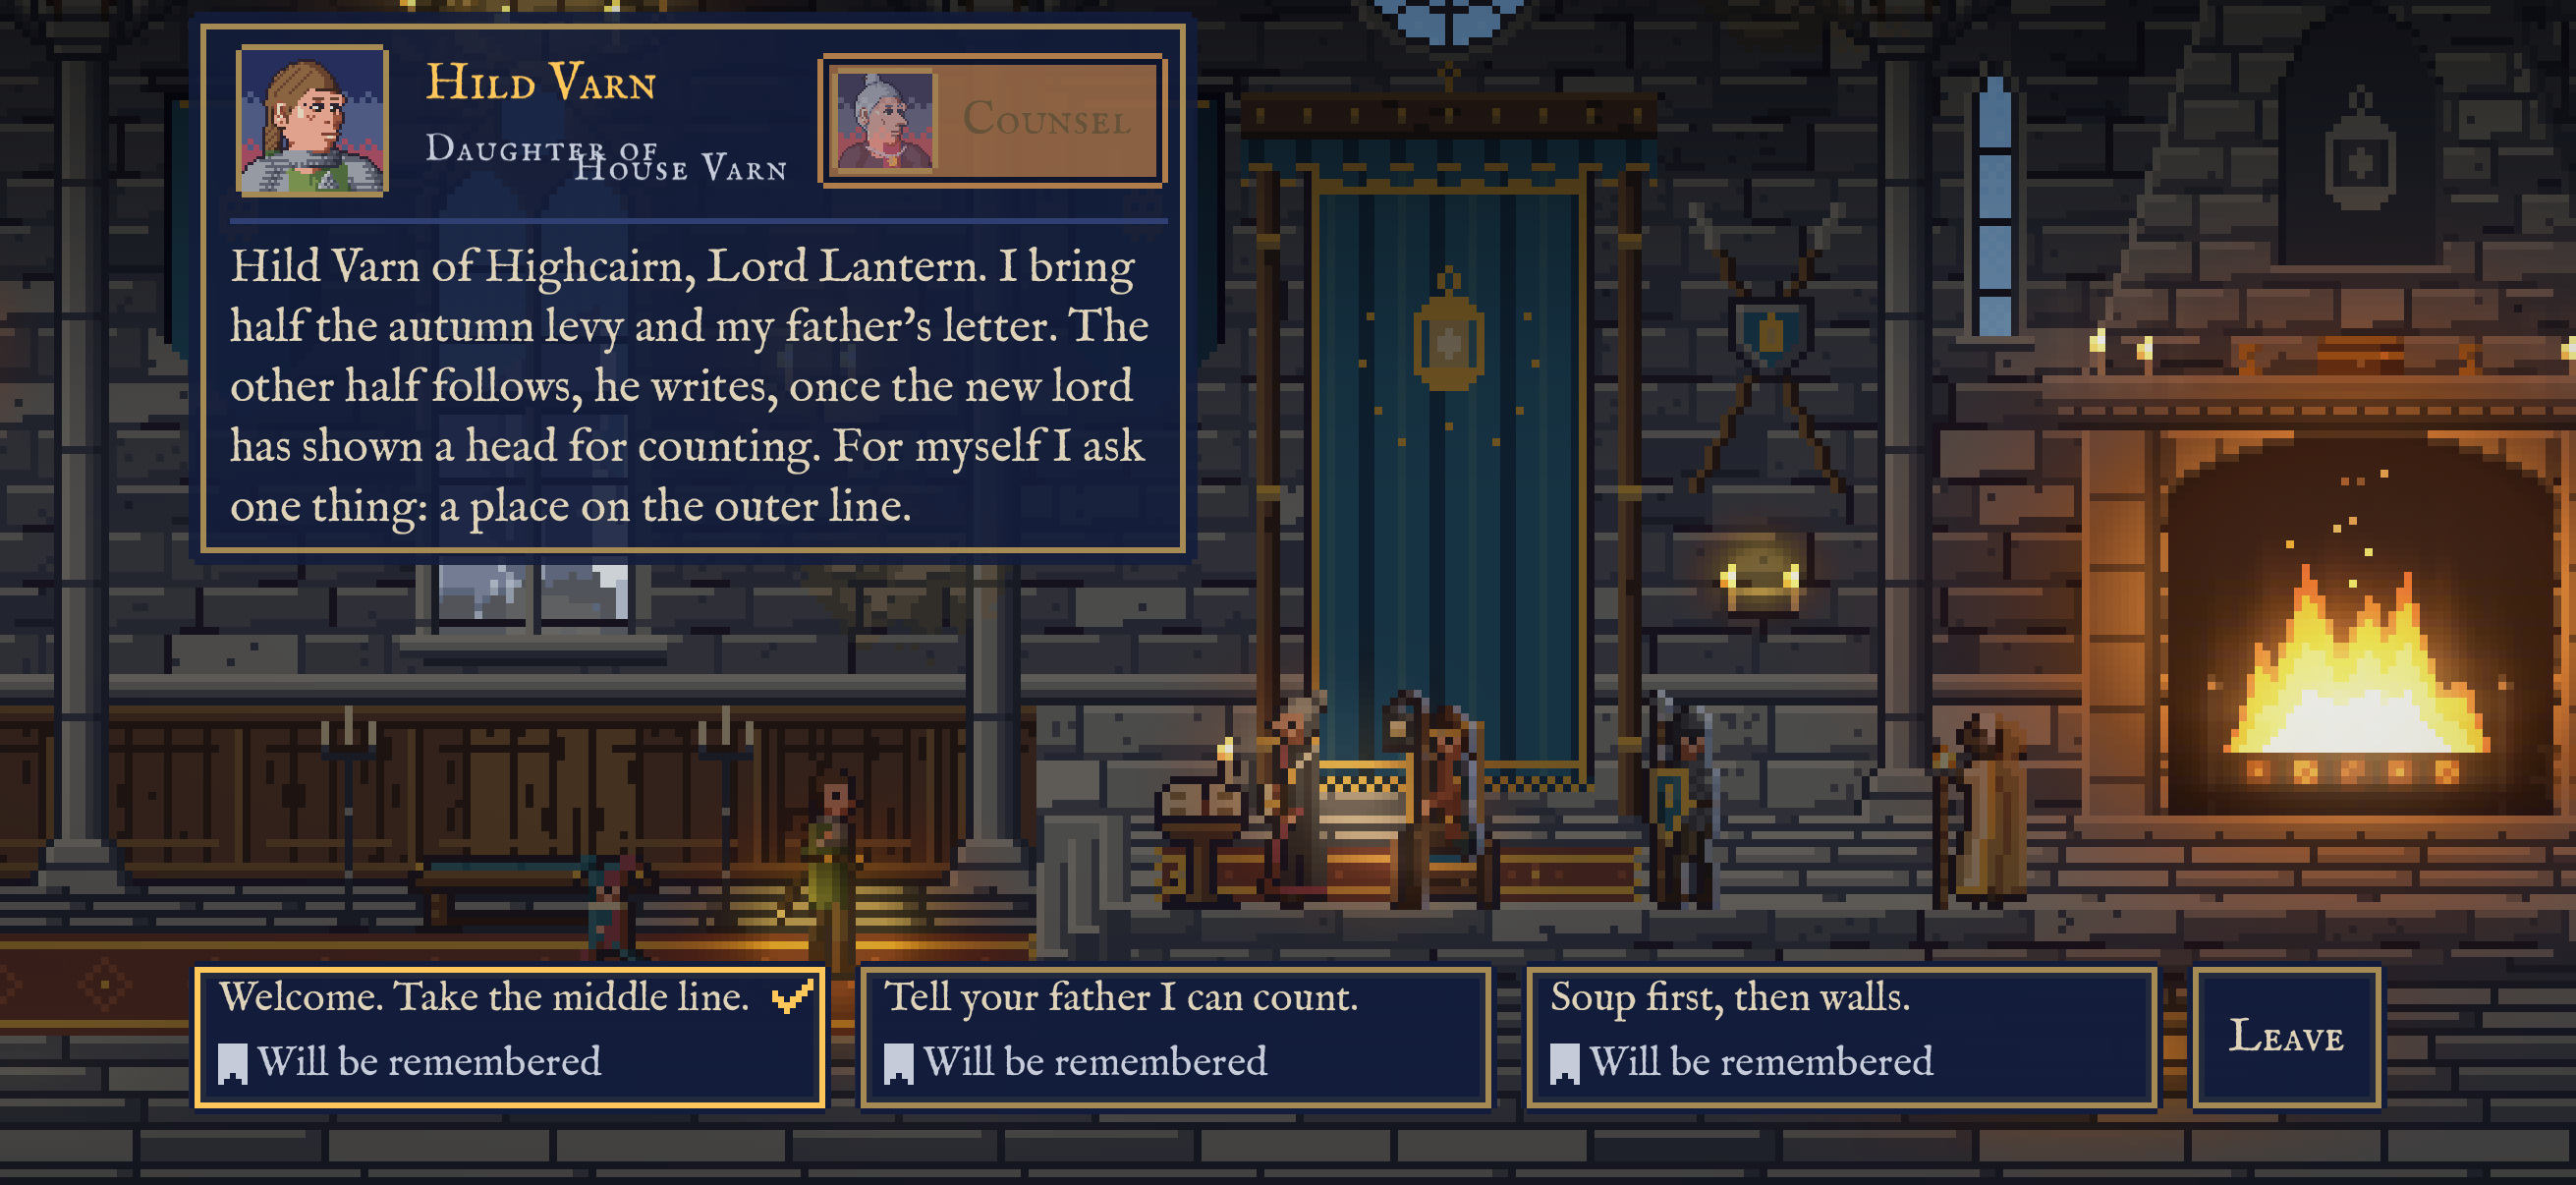 Hild Varn
Daughter of
House Varn
Counsel
Hild Varn of Highcairn, Lord Lantern. I bring
half the autumn levy and my father’s letter. The
other half follows, he writes, once the new lord
has shown a head for counting. For myself I ask
one thing: a place on the outer line.
Welcome. Take the middle line.
Will be remembered
Tell your father I can count.
Will be remembered
Soup first, then walls.
Will be remembered
Leave